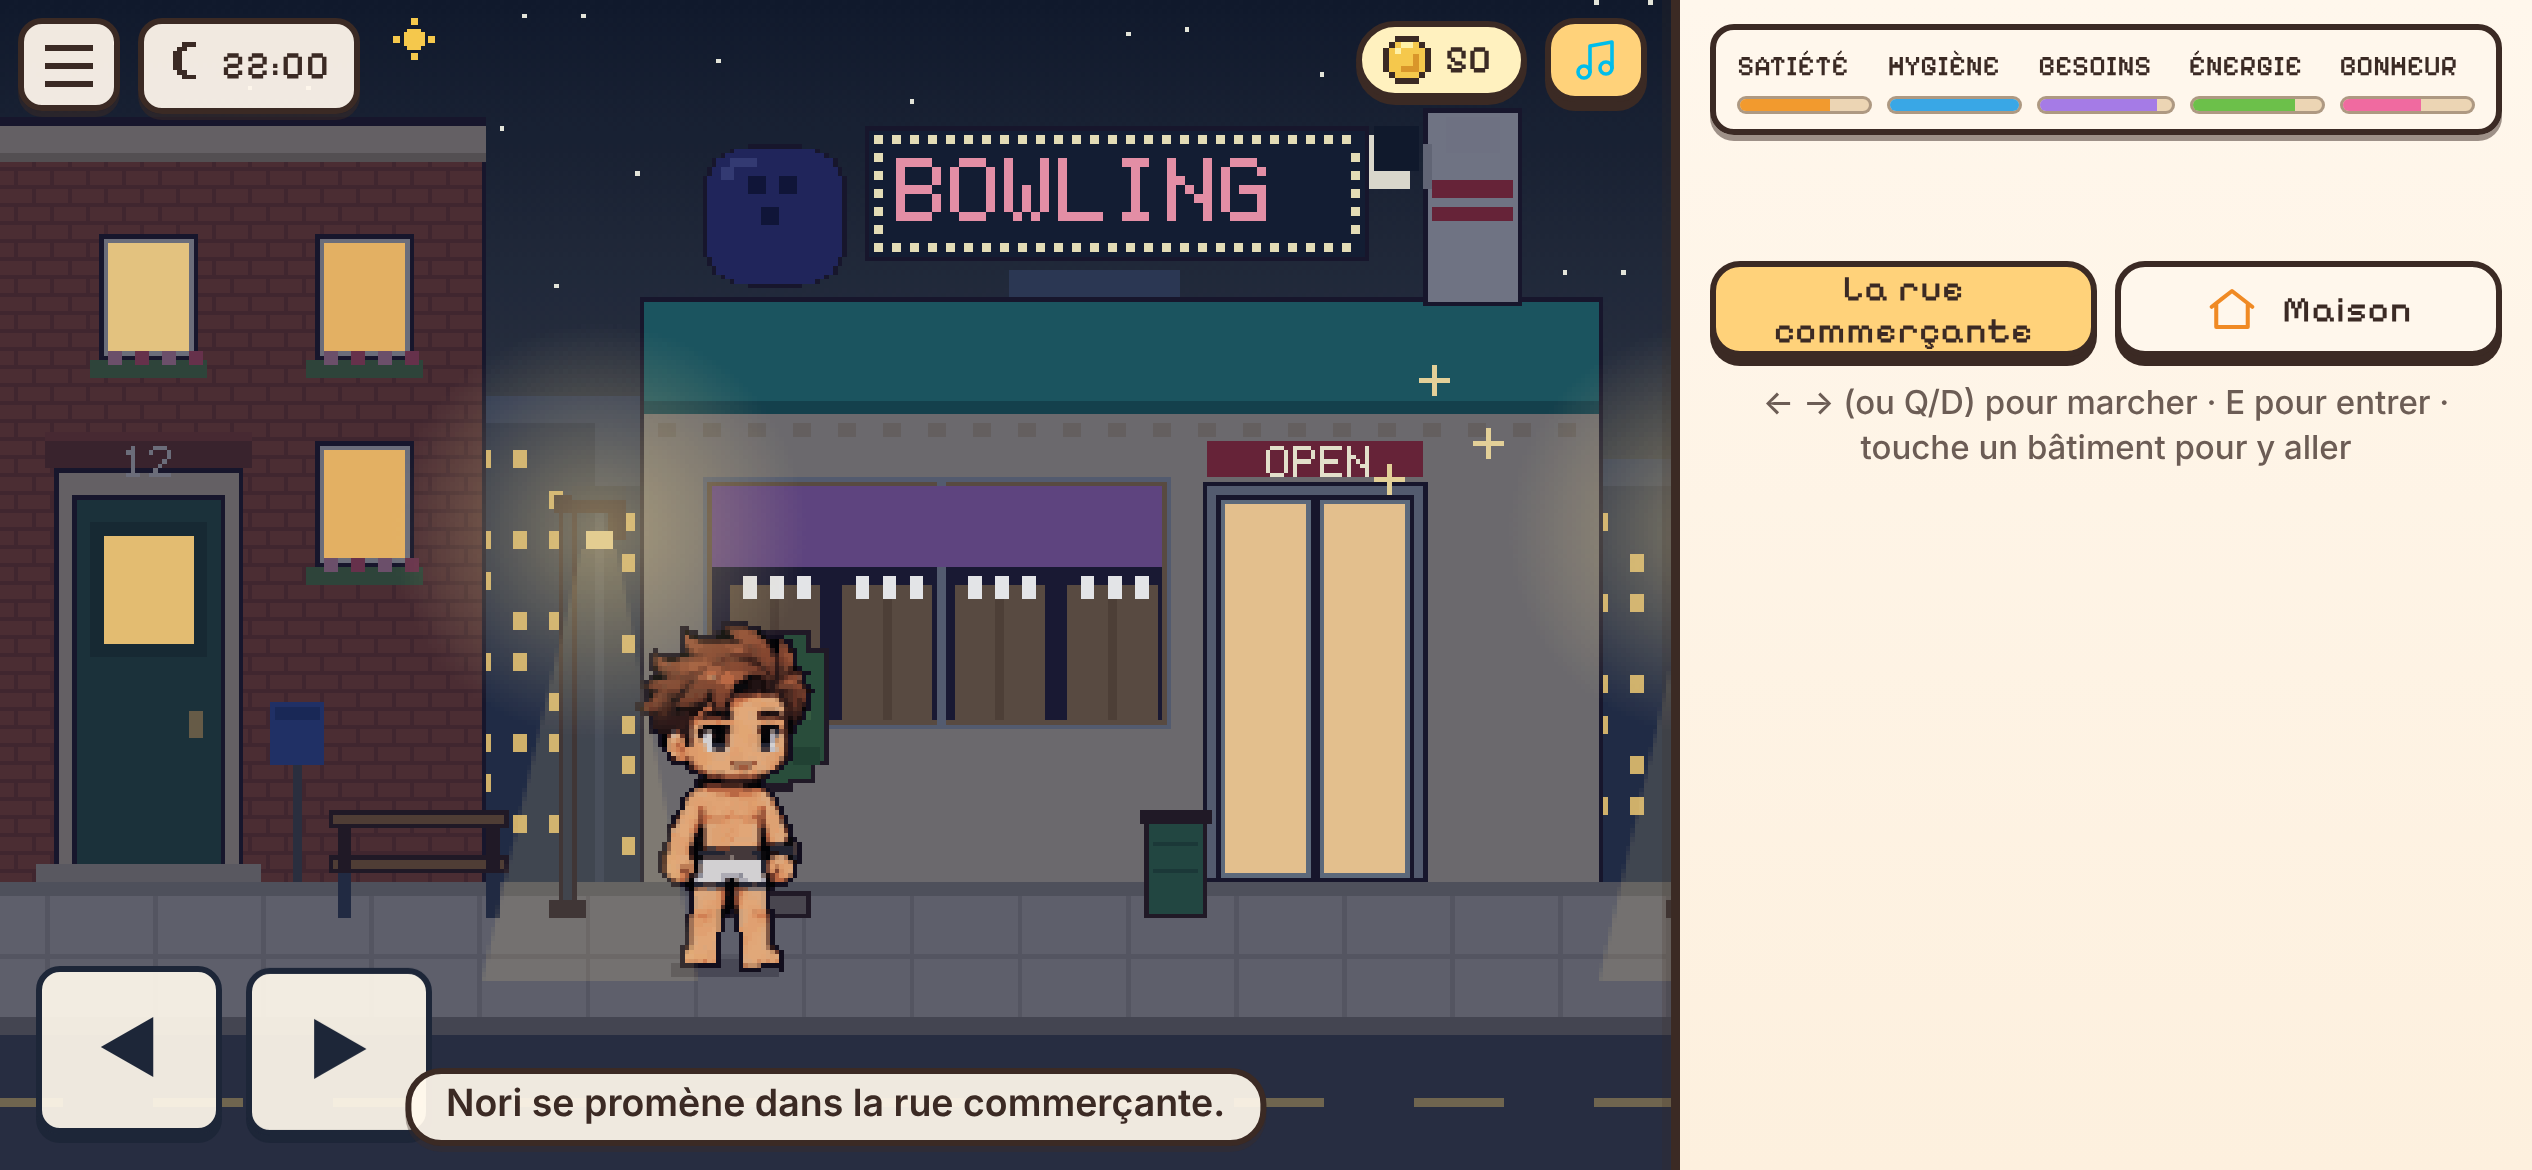 22:00
50
BOWLING
12
OPEN
Nori se promène dans la rue commerçante.
SATIÉTÉ
HYGIÈNE
BESOINS
ÉNERGIE
BONHEUR
La rue
commerçante
Maison
← → (ou Q/D) pour marcher · E pour entrer ·
touche un bâtiment pour y aller